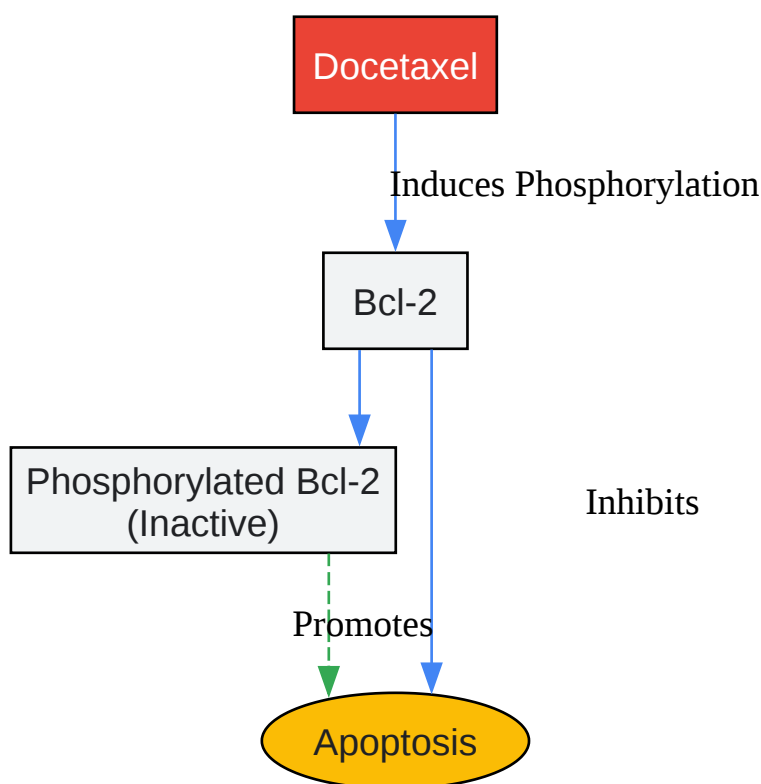 Docetaxel
Induces Phosphorylation
Bcl-2
Phosphorylated Bcl-2
(Inactive)
Inhibits
Promotes
Apoptosis